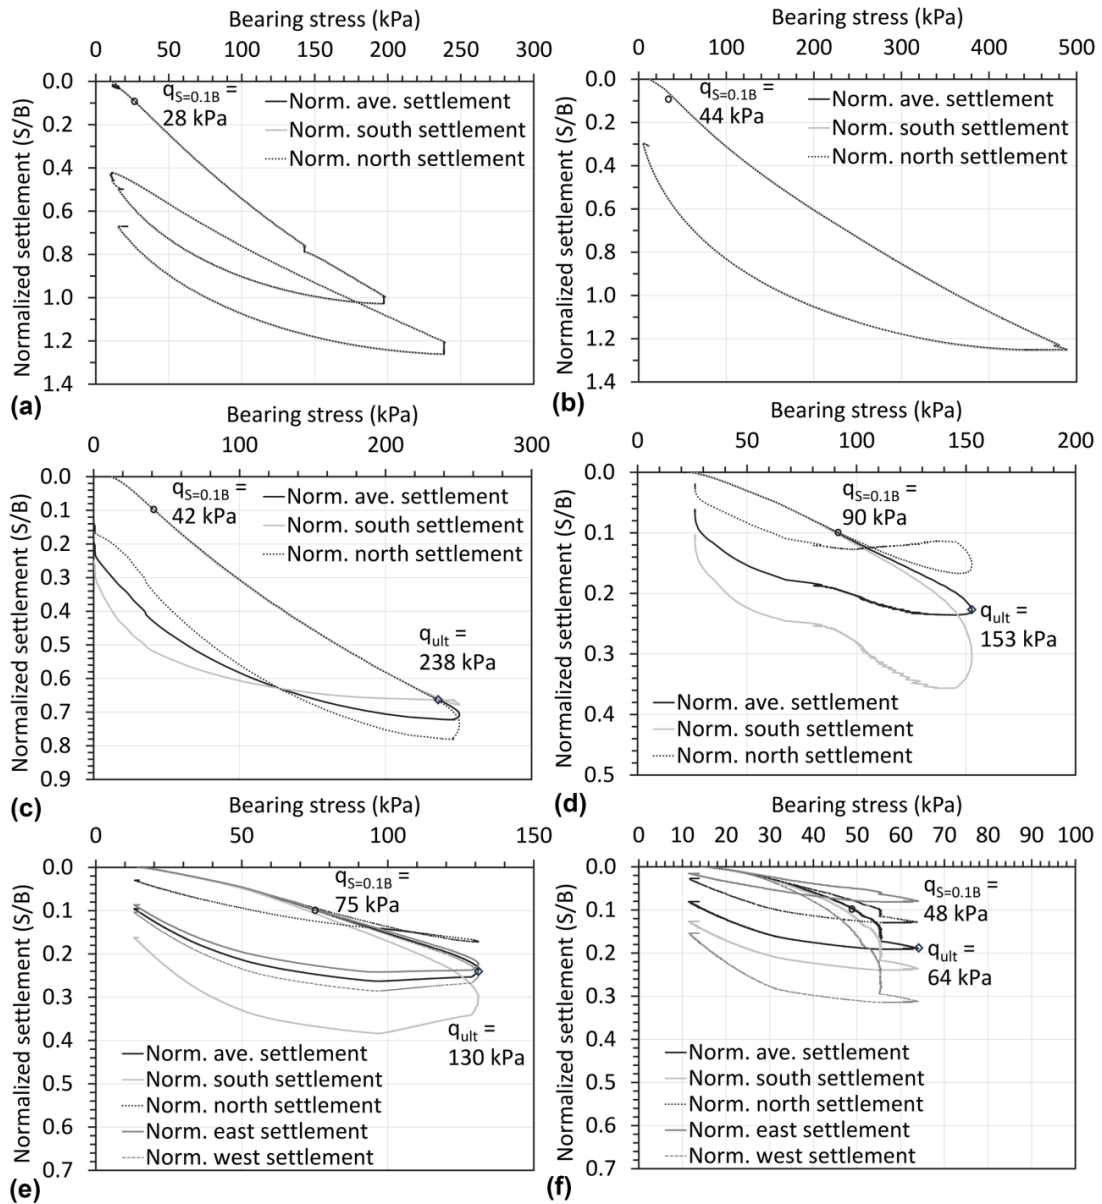 Bearing stress (kPa)
0 50 100 150 200 250 300
Normalized settlement (S/B)
0.0
0.2
0.4
0.6
0.8
1.0
1.2
1.4
qS=0.1B =
28 kPa
Norm. ave. settlement
Norm. south settlement
Norm. north settlement
(a)
Bearing stress (kPa)
0 100 200 300 400 500
Normalized settlement (S/B)
0.0
0.2
0.4
0.6
0.8
1.0
1.2
1.4
qS=0.1B =
44 kPa
Norm. ave. settlement
Norm. south settlement
Norm. north settlement
(b)
Bearing stress (kPa)
0 100 200 300
Normalized settlement (S/B)
0.0
0.1
0.2
0.3
0.4
0.5
0.6
0.7
0.8
0.9
qS=0.1B =
42 kPa
Norm. ave. settlement
Norm. south settlement
Norm. north settlement
qult =
238 kPa
(c)
Bearing stress (kPa)
0 50 100 150 200
Normalized settlement (S/B)
0.0
0.1
0.2
0.3
0.4
0.5
qS=0.1B =
90 kPa
qult =
153 kPa
Norm. ave. settlement
Norm. south settlement
Norm. north settlement
(d)
Bearing stress (kPa)
0 50 100 150
Normalized settlement (S/B)
0.0
0.1
0.2
0.3
0.4
0.5
0.6
0.7
qS=0.1B =
75 kPa
qult =
130 kPa
Norm. ave. settlement
Norm. south settlement
Norm. north settlement
Norm. east settlement
Norm. west settlement
(e)
Bearing stress (kPa)
0 10 20 30 40 50 60 70 80 90 100
Normalized settlement (S/B)
0.0
0.1
0.2
0.3
0.4
0.5
0.6
0.7
qS=0.1B =
48 kPa
qult =
64 kPa
Norm. ave. settlement
Norm. south settlement
Norm. north settlement
Norm. east settlement
Norm. west settlement
(f)